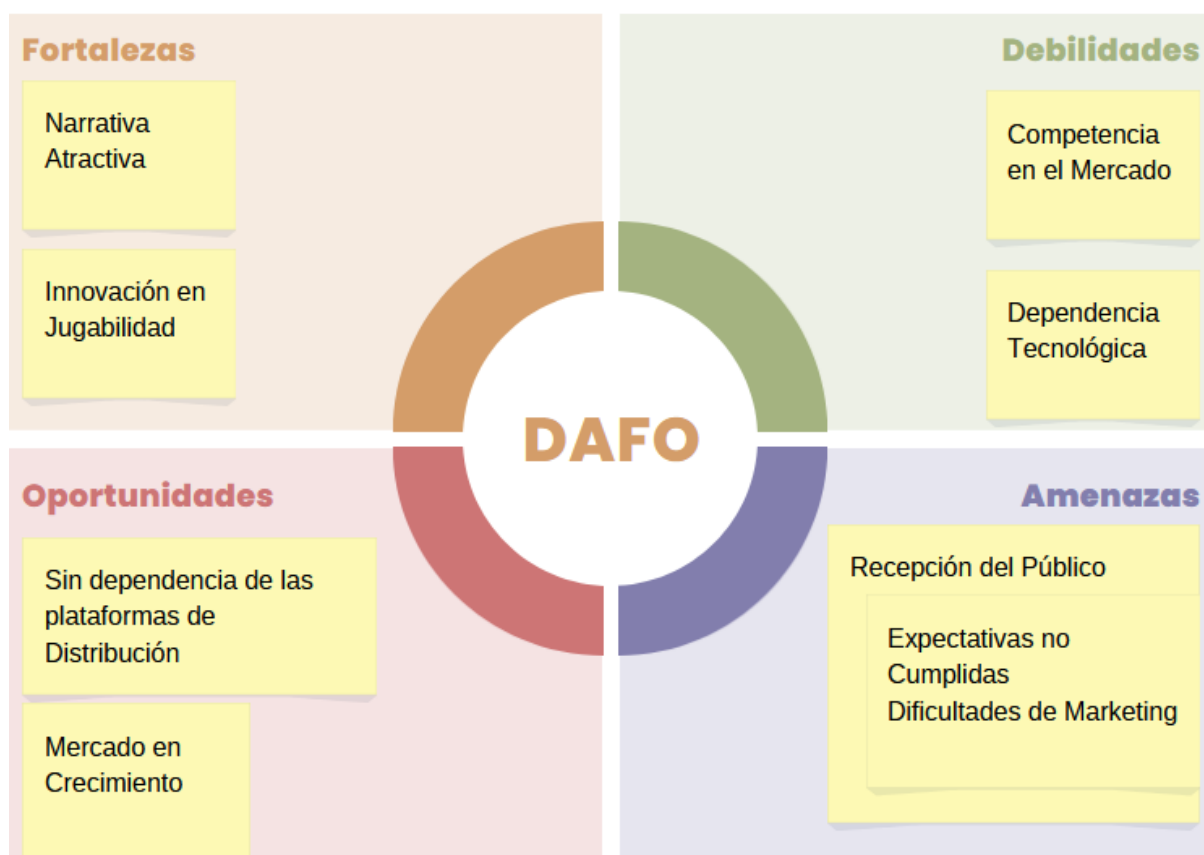 Fortalezas
Narrativa
Atractiva
Innovación en
Jugabilidad
Debilidades
Competencia
en el Mercado
Dependencia
Tecnológica
DAFO
Oportunidades
Sin dependencia de las
plataformas de
Distribución
Mercado en
Crecimiento
Amenazas
Recepción del Público
Expectativas no
Cumplidas
Dificultades de Marketing